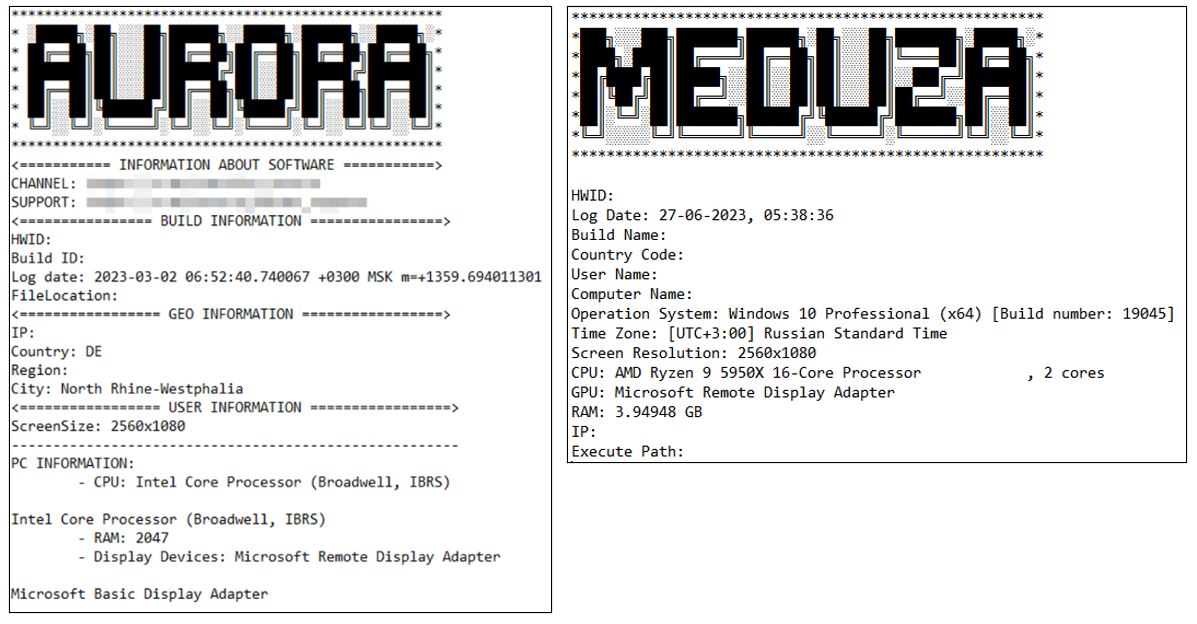 AURORA
<============ INFORMATION ABOUT SOFTWARE ===========>
CHANNEL:
SUPPORT:
<================ BUILD INFORMATION ================>
HWID:
Build ID:
Log date: 2023-03-02 06:52:40.740067 +0300 MSK m=+1359.694011301
FileLocation:
<================= GEO INFORMATION =================>
IP:
Country: DE
Region:
City: North Rhine-Westphalia
<================= USER INFORMATION =================>
ScreenSize: 2560x1080
------------------------------------------------------
PC INFORMATION:
- CPU: Intel Core Processor (Broadwell, IBRS)
Intel Core Processor (Broadwell, IBRS)
- RAM: 2047
- Display Devices: Microsoft Remote Display Adapter
Microsoft Basic Display Adapter
MEDUZA
HWID:
Log Date: 27-06-2023, 05:38:36
Build Name:
Country Code:
User Name:
Computer Name:
Operation System: Windows 10 Professional (x64) [Build number: 19045]
Time Zone: [UTC+3:00] Russian Standard Time
Screen Resolution: 2560x1080
CPU: AMD Ryzen 9 5950X 16-Core Processor            , 2 cores
GPU: Microsoft Remote Display Adapter
RAM: 3.94948 GB
IP:
Execute Path: